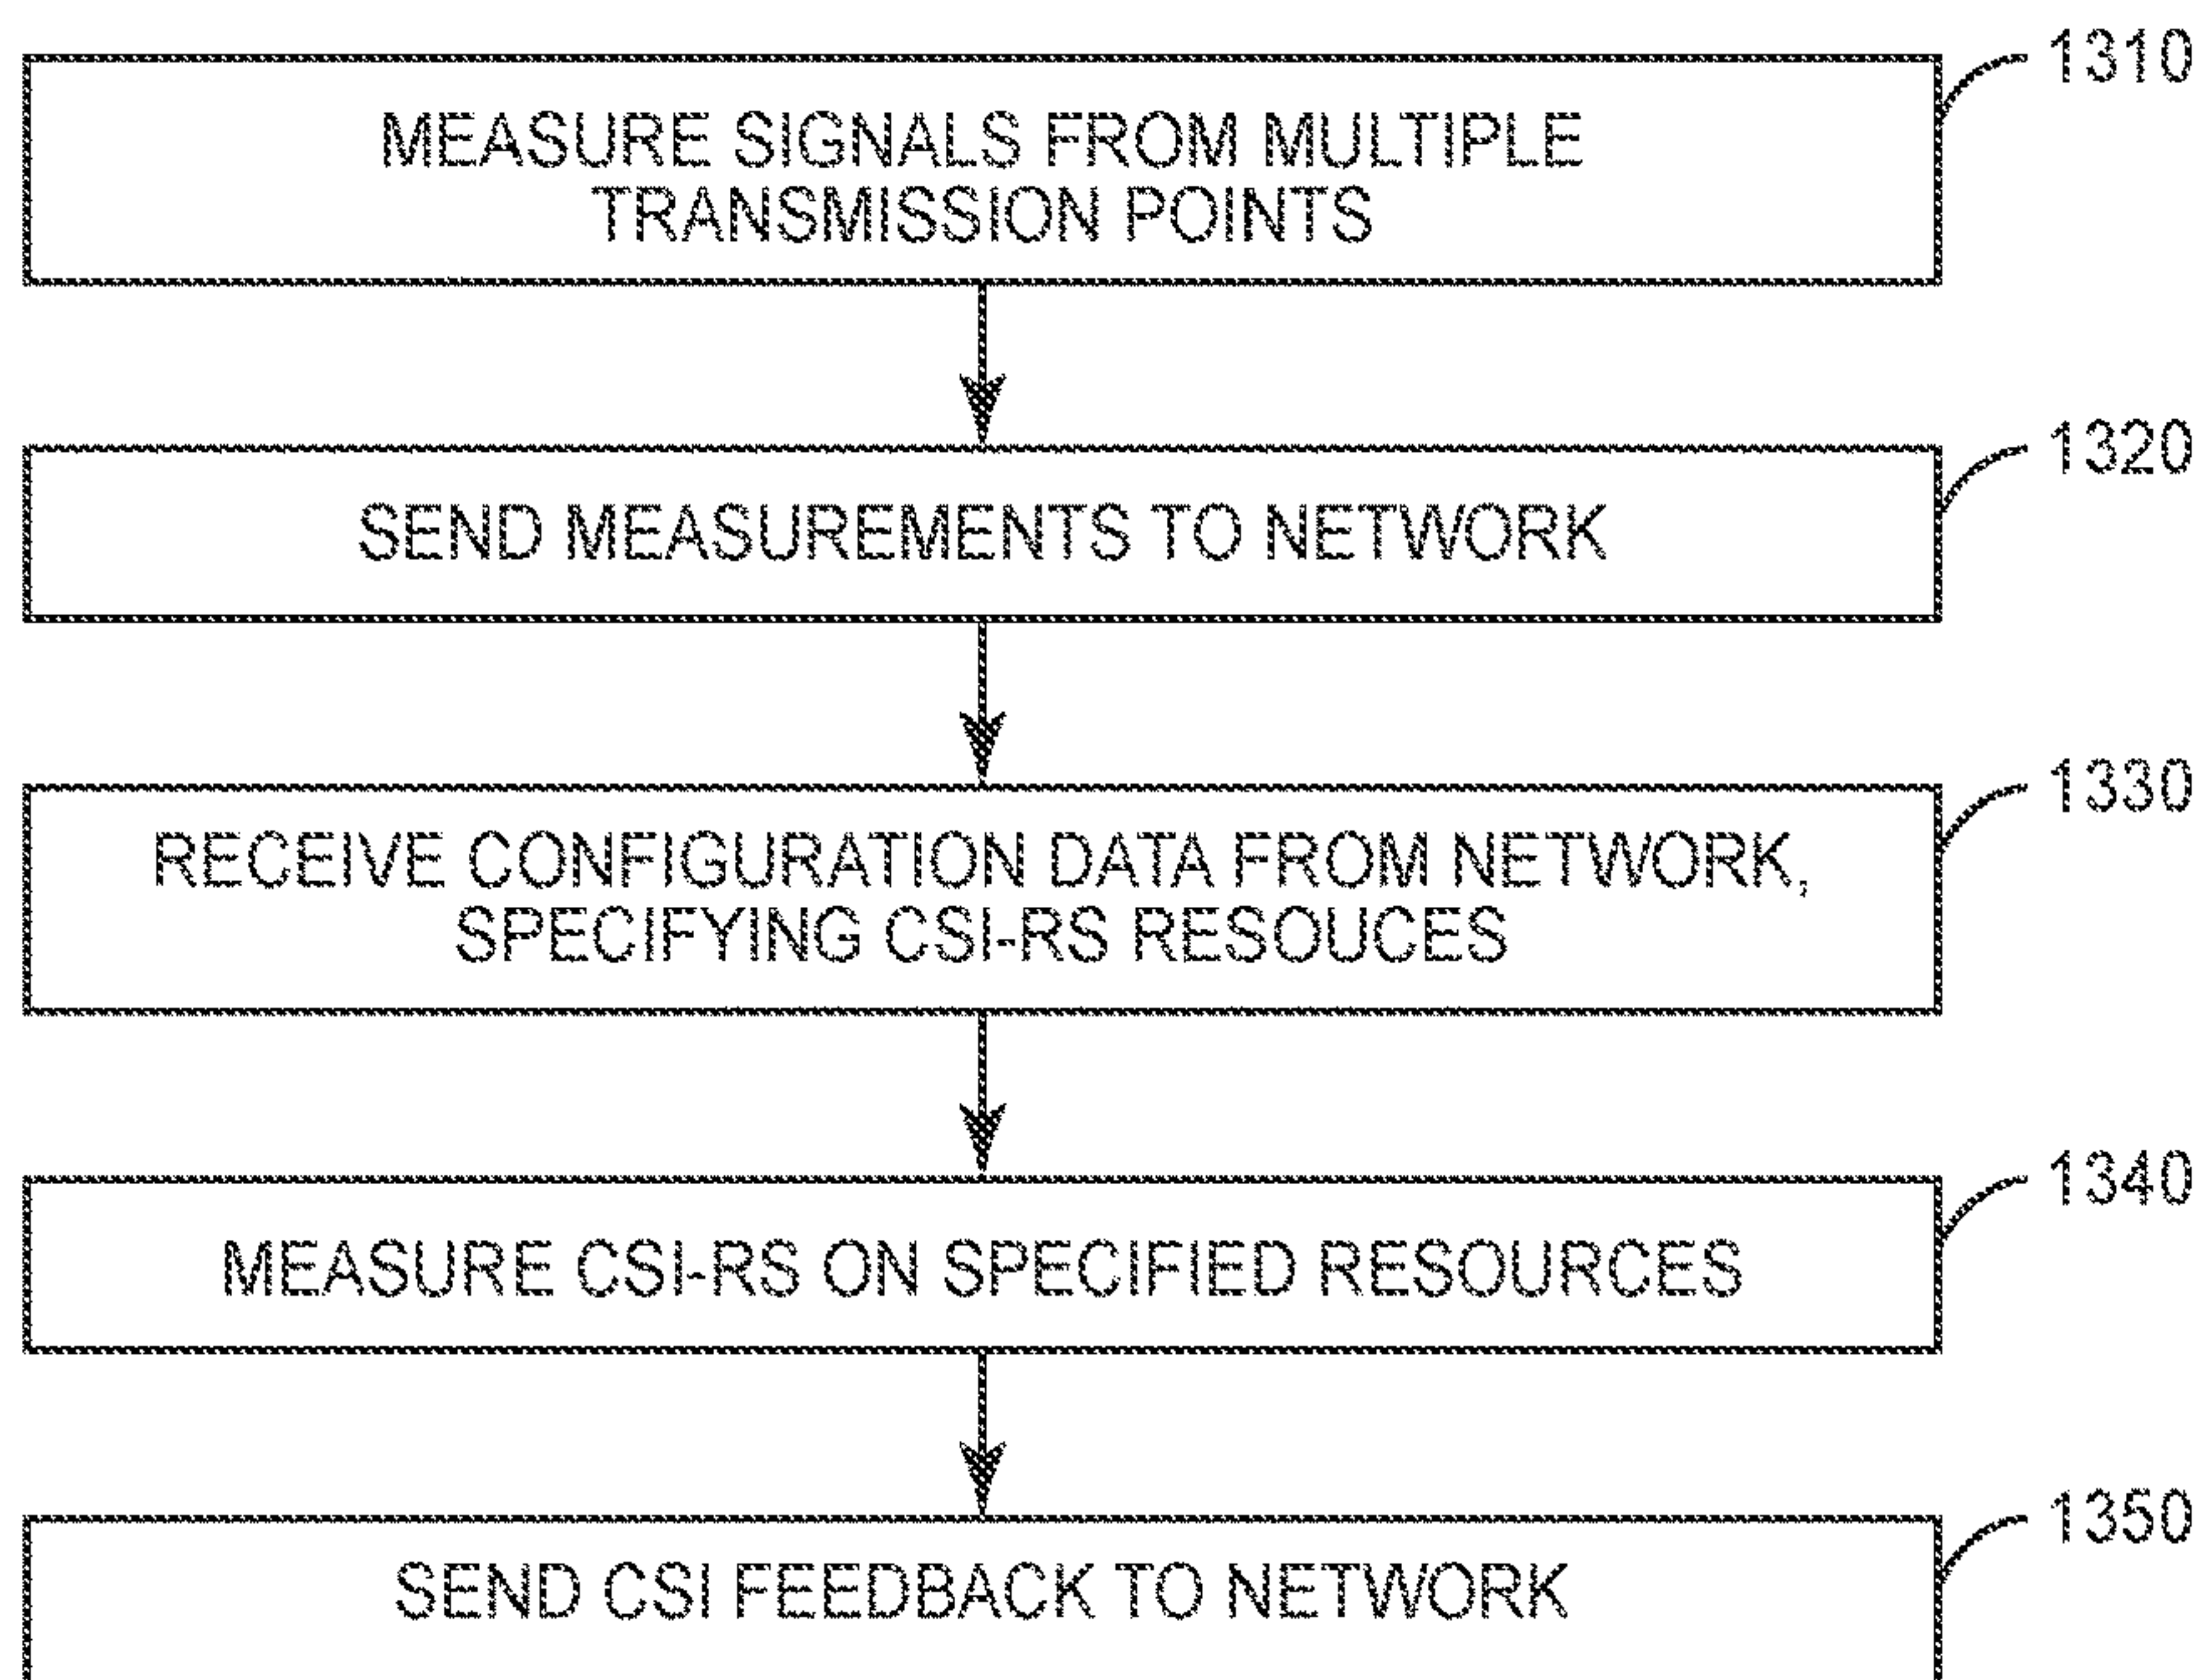 1310
MEASURE SIGNALS FROM MULTIPLE
TRANSMISSION POINTS
1320
SEND MEASUREMENTS TO NETWORK
1330
RECEIVE CONFIGURATION DATA FROM NETWORK,
SPECIFYING CSI-RS RESOUCES
1340
MEASURE CSI-RS ON SPECIFIED RESOURCES
1350
SEND CSI FEEDBACK TO NETWORK